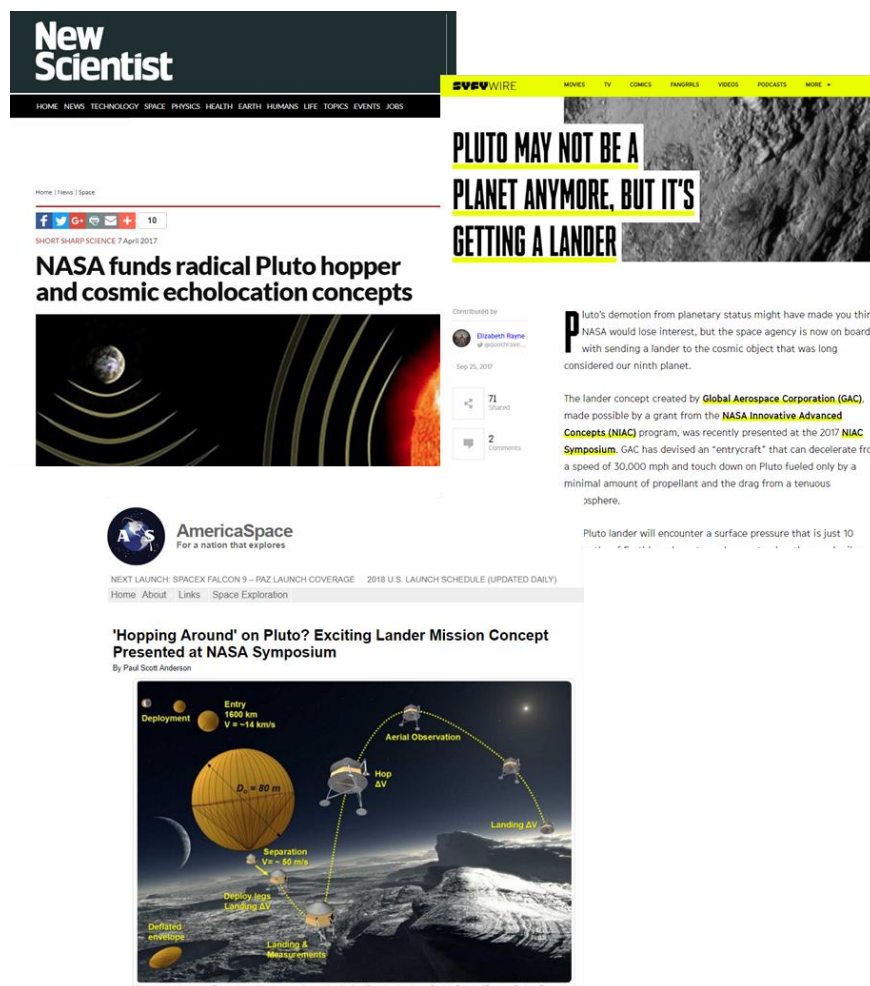 New
Scientist
HOME NEWS TECHNOLOGY SPACE PHYSICS HEALTH EARTH HUMANS LIFE TOPICS EVENTS JOBS
Home | News | Space
10
SHORT SHARP SCIENCE 7 April 2017
NASA funds radical Pluto hopper
and cosmic echolocation concepts
SYFY WIRE
MOVIES TV COMICS FANGRRLS VIDEOS PODCASTS MORE
PLUTO MAY NOT BE A
PLANET ANYMORE, BUT IT'S
GETTING A LANDER
Contributed by
Elizabeth Rayne
Sep 25, 2017
71
Shared
2
Comments
Pluto's demotion from planetary status might have made you thin
NASA would lose interest, but the space agency is now on board
with sending a lander to the cosmic object that was long
considered our ninth planet.
The lander concept created by Global Aerospace Corporation (GAC),
made possible by a grant from the NASA Innovative Advanced
Concepts (NIAC) program, was recently presented at the 2017 NIAC
Symposium. GAC has devised an "entrycraft" that can decelerate fro
a speed of 30,000 mph and touch down on Pluto fueled only by a
minimal amount of propellant and the drag from a tenuous
osphere.
Pluto lander will encounter a surface pressure that is just 10
A S
AmericaSpace
For a nation that explores
NEXT LAUNCH: SPACEX FALCON 9 – PAZ LAUNCH COVERAGE 2018 U.S. LAUNCH SCHEDULE (UPDATED DAILY)
Home About Links Space Exploration
'Hopping Around' on Pluto? Exciting Lander Mission Concept
Presented at NASA Symposium
By Paul Scott Anderson
Deployment
Entry
1600 km
V = ~14 km/s
Aerial Observation
Hop
ΔV
D₀ = 80 m
Landing ΔV
Separation
V= ~ 50 m/s
Deploy legs
Landing ΔV
Deflated
envelope
Landing &
Measurements